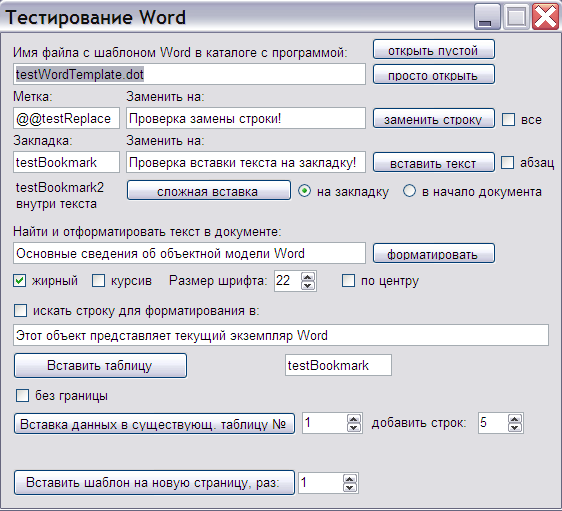 Тестирование Word
Имя файла с шаблоном Word в каталоге с программой: открыть пустой
testWordTemplate.dot просто открыть
Метка: Заменить на:
@@testReplace Проверка замены строки! заменить строку все
Закладка: Заменить на:
testBookmark Проверка вставки текста на закладку! вставить текст абзац
testBookmark2 сложная вставка на закладку в начало документа
внутри текста
Найти и отформатировать текст в документе:
Основные сведения об объектной модели Word форматировать
жирный курсив Размер шрифта: 22 по центру
искать строку для форматирования в:
Этот объект представляет текущий екземпляр Word
Вставить таблицу testBookmark
без границы
Вставка данных в существующ. таблицу № 1 добавить строк: 5
Вставить шаблон на новую страницу, раз: 1